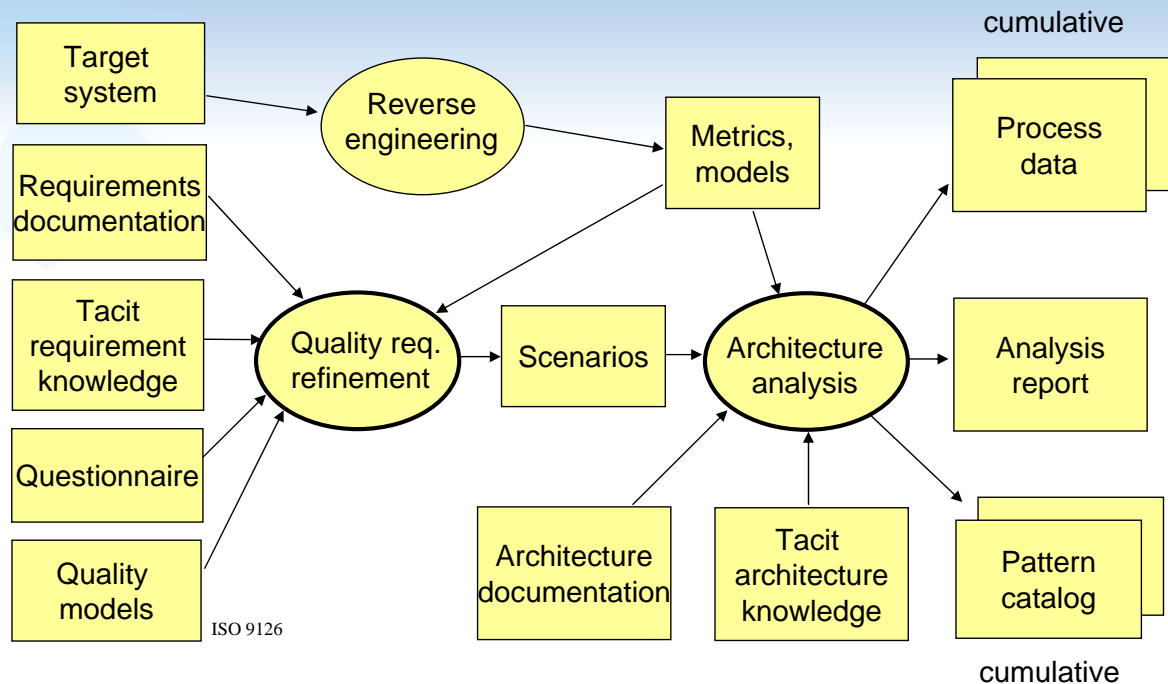 cumulative
Target
system
Reverse
engineering
Metrics,
models
Process
data
Requirements
documentation
Tacit
requirement
knowledge
Quality req.
refinement
Scenarios
Architecture
analysis
Analysis
report
Questionnaire
Quality
models
ISO 9126
Architecture
documentation
Tacit
architecture
knowledge
Pattern
catalog
cumulative